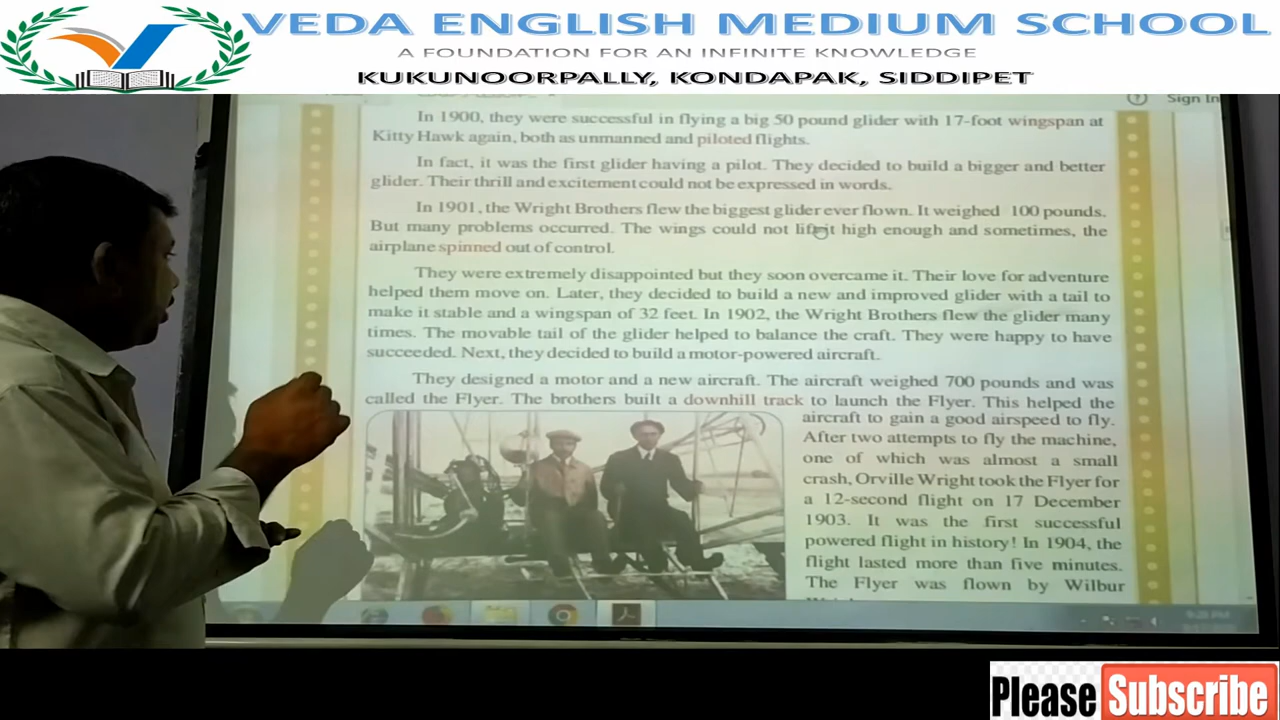 VEDA ENGLISH MEDIUM SCHOOL
A FOUNDATION FOR AN INFINITE KNOWLEDGE
KUKUNOORPALLY, KONDAPAK, SIDDIPET
Sign In
In 1900, they were successful in flying a big 50 pound glider with 17-foot wingspan at
Kitty Hawk again, both as unmanned and piloted flights.
In fact, it was the first glider having a pilot. They decided to build a bigger and better
glider. Their thrill and excitement could not be expressed in words.
In 1901, the Wright Brothers flew the biggest glider ever flown. It weighed 100 pounds.
But many problems occurred. The wings could not lift it high enough and sometimes, the
airplane spinned out of control.
They were extremely disappointed but they soon overcame it. Their love for adventure
helped them move on. Later, they decided to build a new and improved glider with a tail to
make it stable and a wingspan of 32 feet. In 1902, the Wright Brothers flew the glider many
times. The movable tail of the glider helped to balance the craft. They were happy to have
succeeded. Next, they decided to build a motor-powered aircraft.
They designed a motor and a new aircraft. The aircraft weighed 700 pounds and was
called the Flyer. The brothers built a downhill track to launch the Flyer. This helped the
aircraft to gain a good airspeed to fly.
After two attempts to fly the machine,
one of which was almost a small
crash, Orville Wright took the Flyer for
a 12-second flight on 17 December
1903. It was the first successful
powered flight in history! In 1904, the
flight lasted more than five minutes.
The Flyer was flown by Wilbur
Please Subscribe